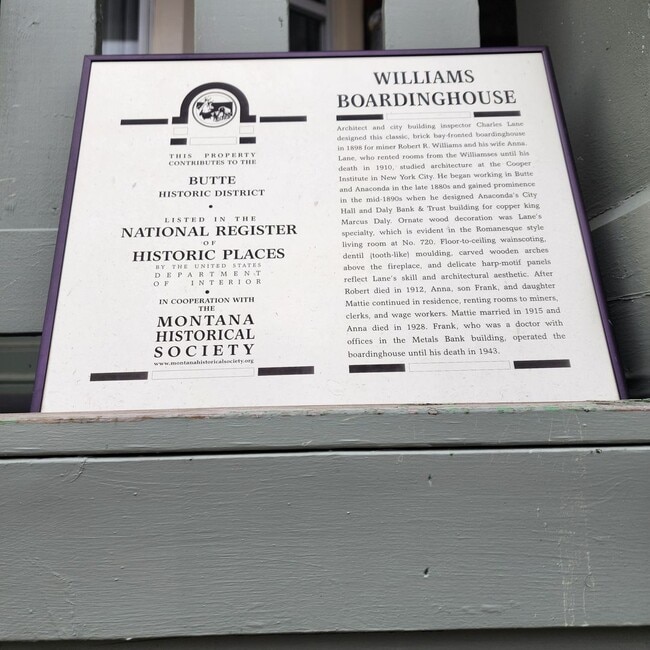 THIS PROPERTY
CONTRIBUTES TO THE
BUTTE
HISTORIC DISTRICT
•
LISTED IN THE
NATIONAL REGISTER
OF
HISTORIC PLACES
BY THE UNITED STATES
DEPARTMENT
OF INTERIOR
•
IN COOPERATION WITH
THE
MONTANA
HISTORICAL
SOCIETY
www.montanahistoricalsociety.org
WILLIAMS
BOARDINGHOUSE
Architect and city building inspector Charles Lane
designed this classic, brick bay-fronted boardinghouse
in 1898 for miner Robert R. Williams and his wife Anna.
Lane, who rented rooms from the Williamses until his
death in 1910, studied architecture at the Cooper
Institute in New York City. He began working in Butte
and Anaconda in the late 1880s and gained prominence
in the mid-1890s when he designed Anaconda's City
Hall and Daly Bank & Trust building for copper king
Marcus Daly. Ornate wood decoration was Lane's
specialty, which is evident in the Romanesque style
living room at No. 720. Floor-to-ceiling, wainscoting,
dentil (tooth-like) moulding, carved wooden arches
above the fireplace, and delicate harp-motif panels
reflect Lane's skill and architectural aesthetic. After
Robert died in 1912, Anna, son Frank, and daughter
Mattie continued in residence, renting rooms to miners,
clerks, and wage workers. Mattie married in 1915 and
Anna died in 1928. Frank, who was a doctor with
offices in the Metals Bank building, operated the
boardinghouse until his death in 1943.